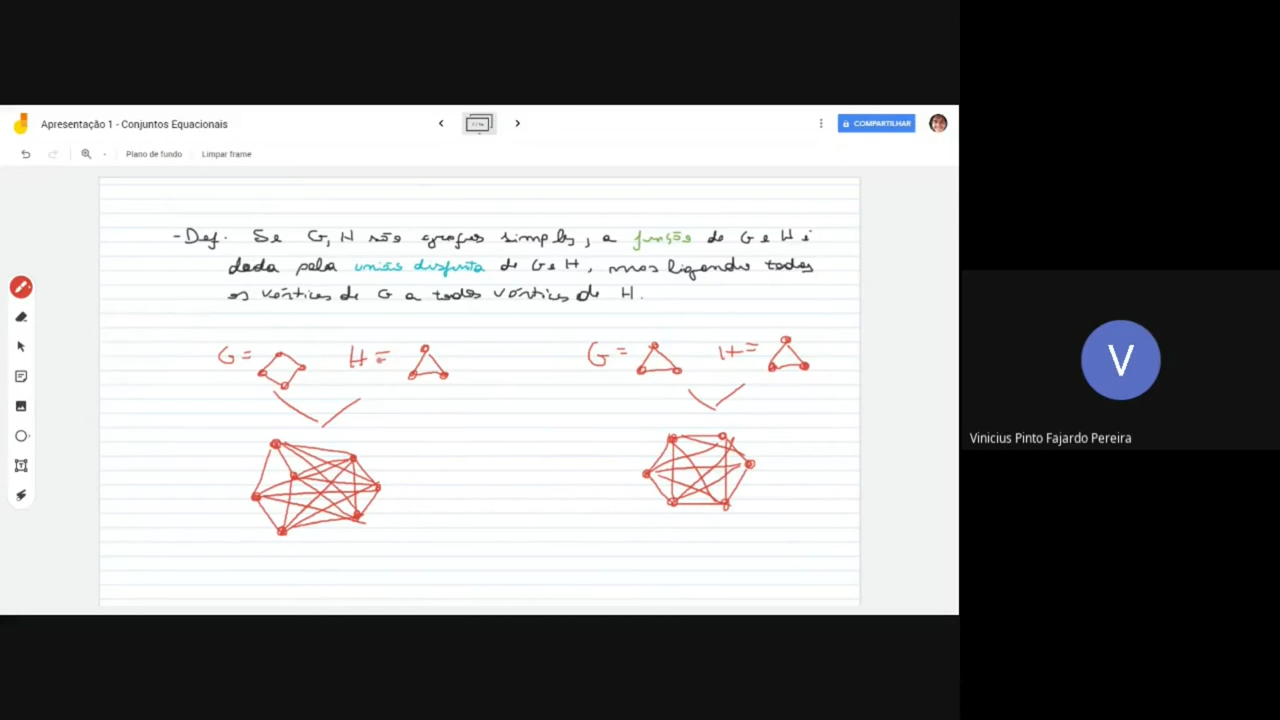 Apresentação 1 - Conjuntos Equacionais
COMPARTILHAR
Plano de fundo
Limpar frame
- Def. Se G, H são grafos simples, a função de G e H é
dada pela união disjunta de G e H, mas ligando todos
os vértices de G a todos vértices de H.
G = H =
G = H =
V
Vinicius Pinto Fajardo Pereira